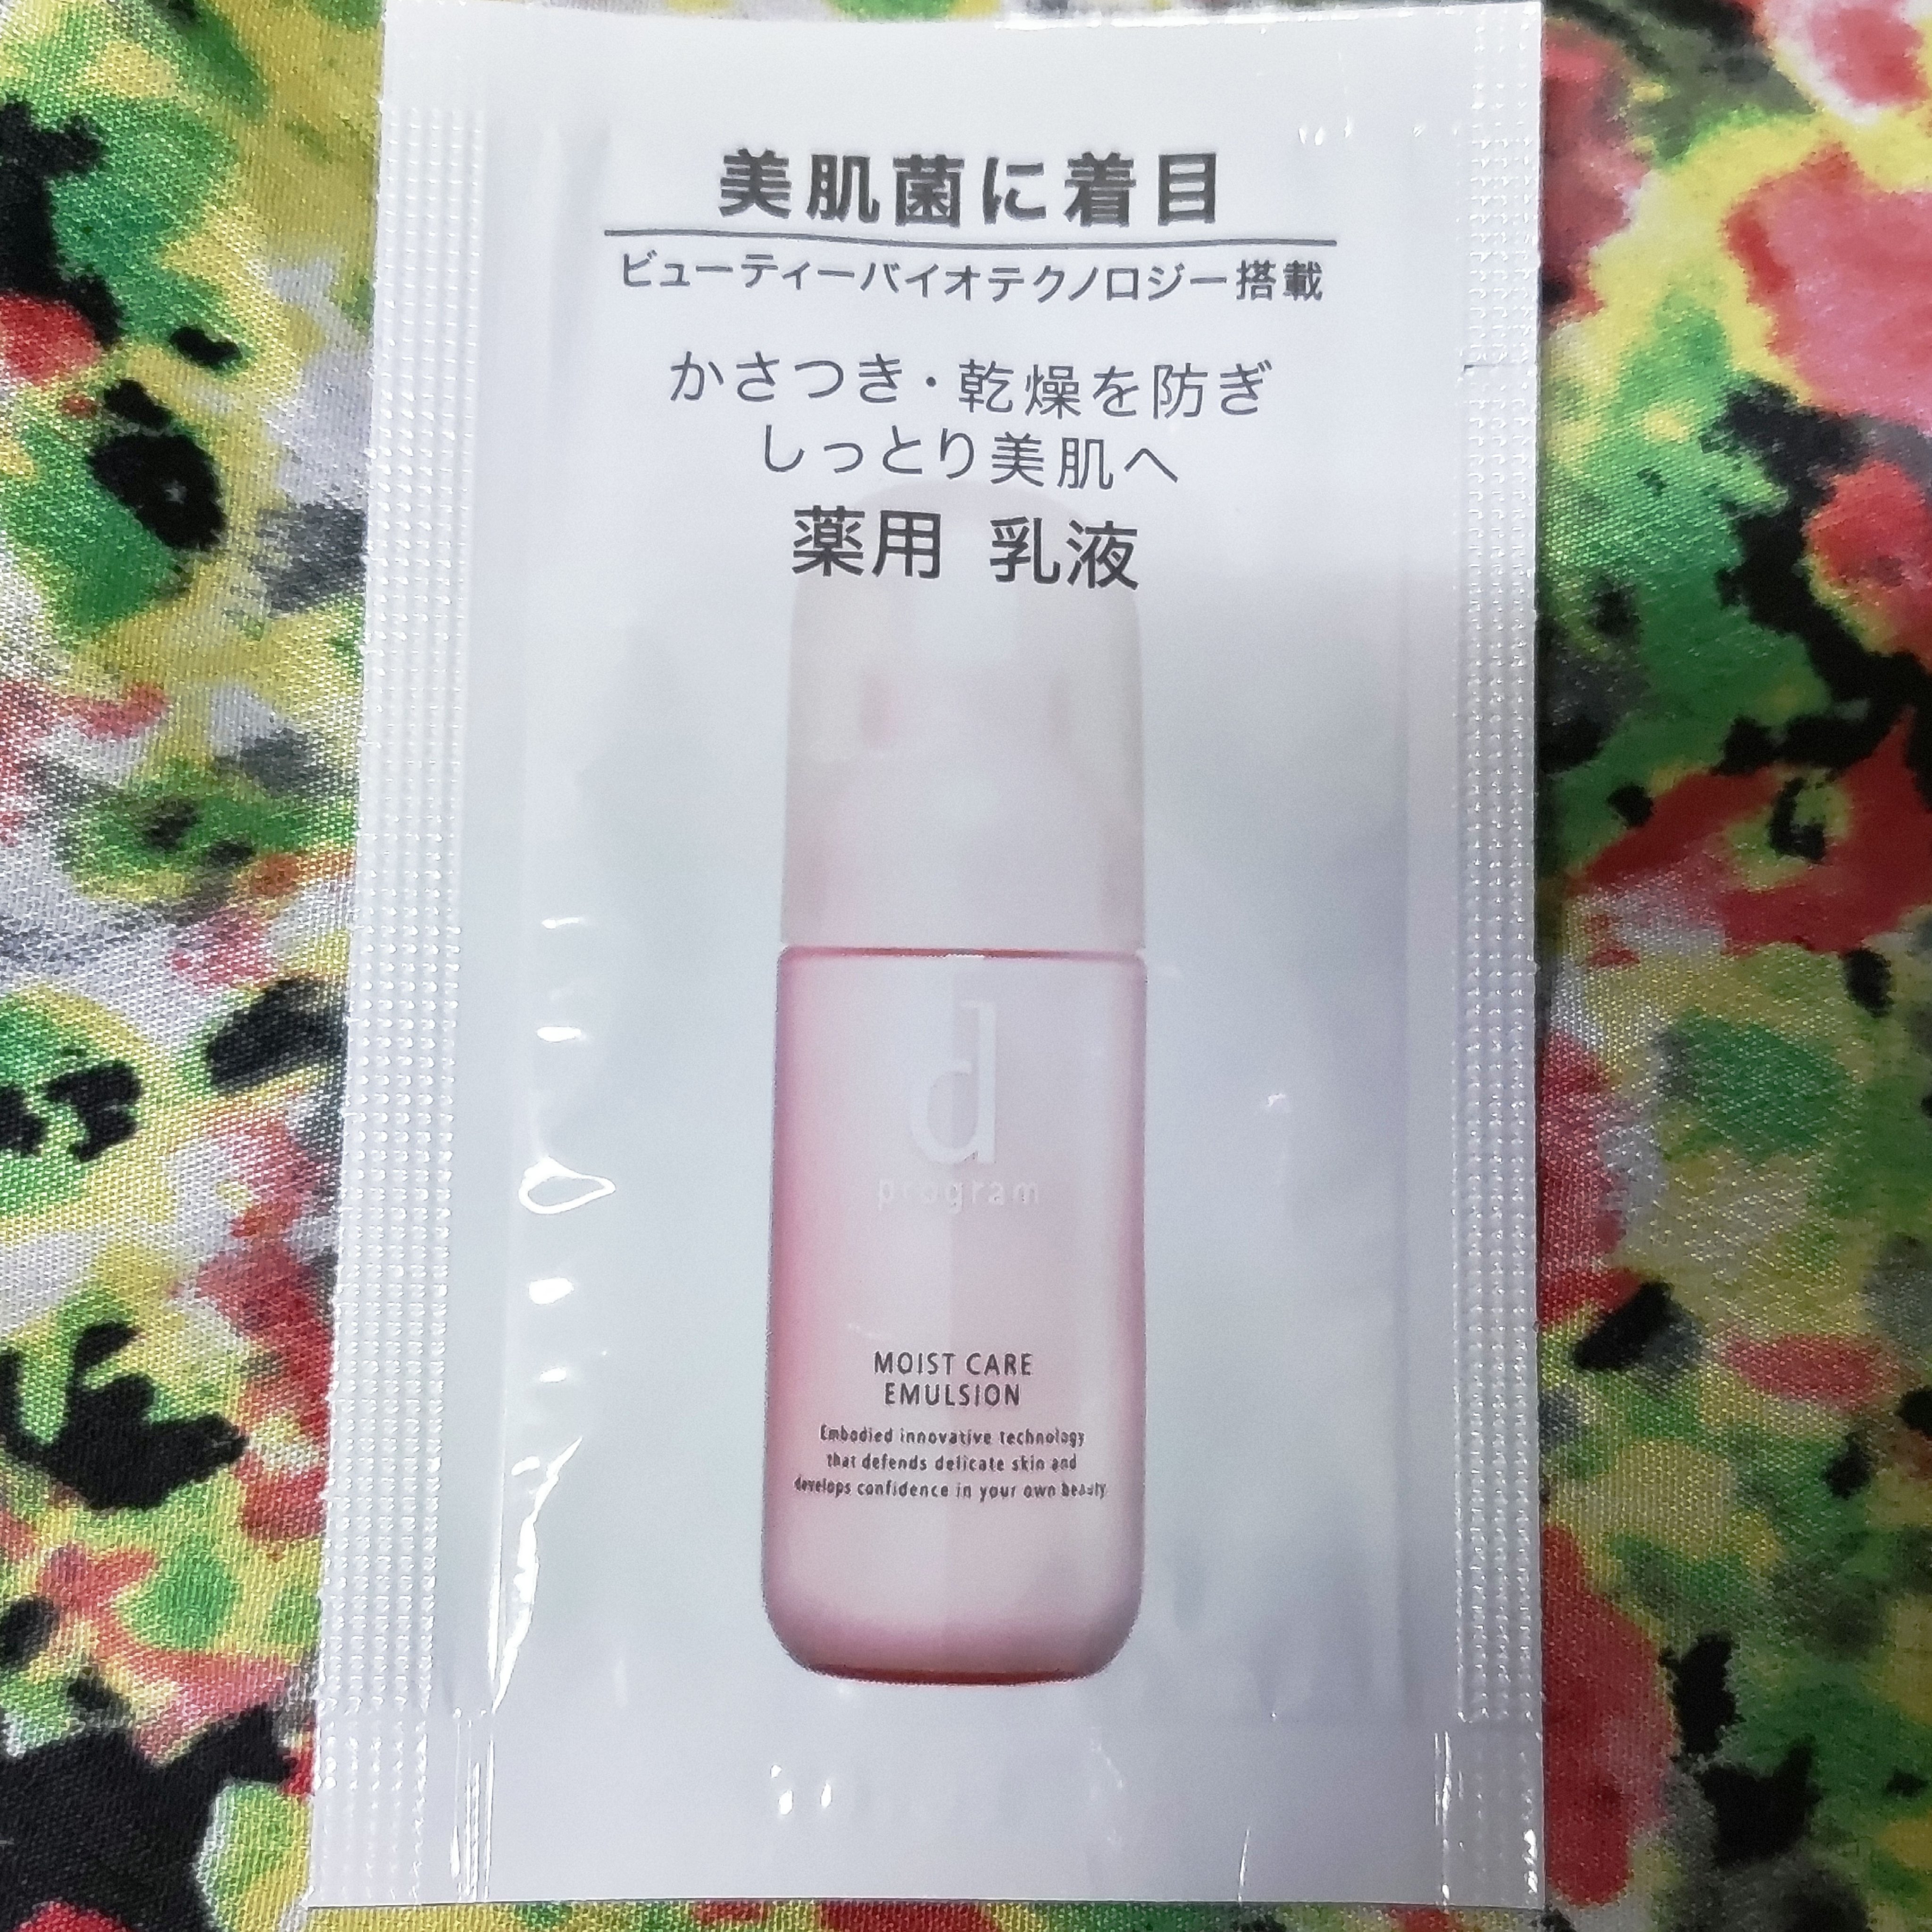 美肌菌に着目
ビューティーバイオテクノロジー搭載
かさつき・乾燥を防ぎ
しっとり美肌へ
薬用 乳液
d
program
MOIST CARE
EMULSION
Embodied innovative technology
that defends delicate skin and
develops confidence in your own beauty